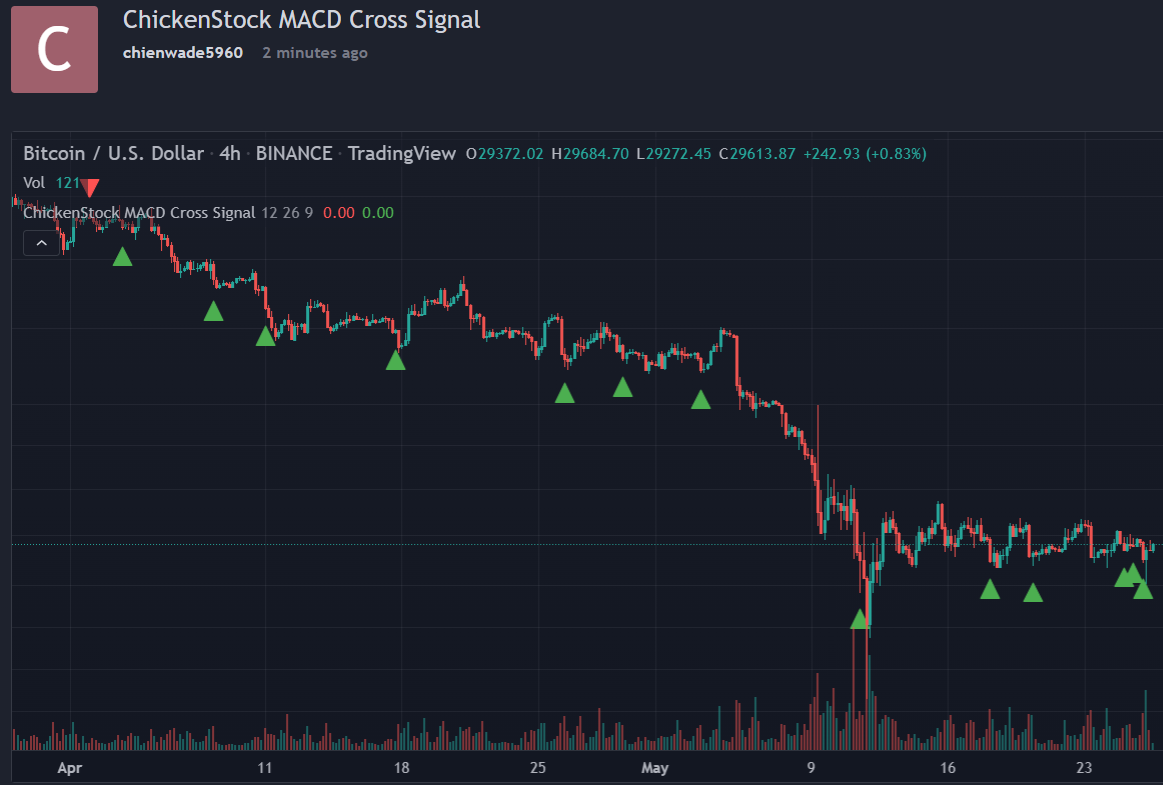 C
ChickenStock MACD Cross Signal
chienwade5960 2 minutes ago
Bitcoin / U.S. Dollar · 4h · BINANCE · TradingView O29372.02 H29684.70 L29272.45 C29613.87 +242.93 (+0.83%)
Vol 121
ChickenStock MACD Cross Signal 12 26 9 0.00 0.00
Apr 11 18 25 May 9 16 23